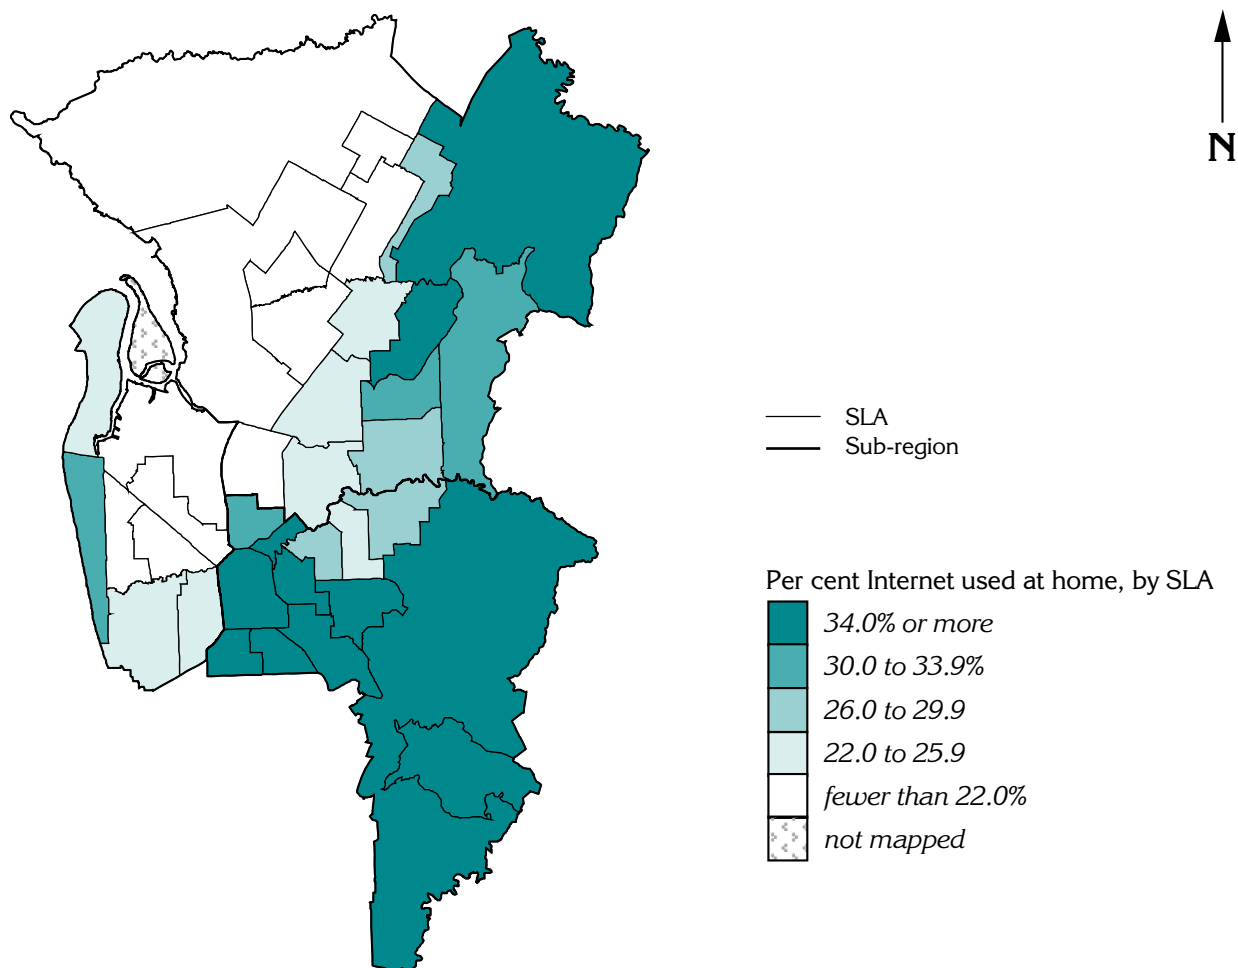 N
SLA
Sub-region
Per cent Internet used at home, by SLA
34.0% or more
30.0 to 33.9%
26.0 to 29.9
22.0 to 25.9
fewer than 22.0%
not mapped